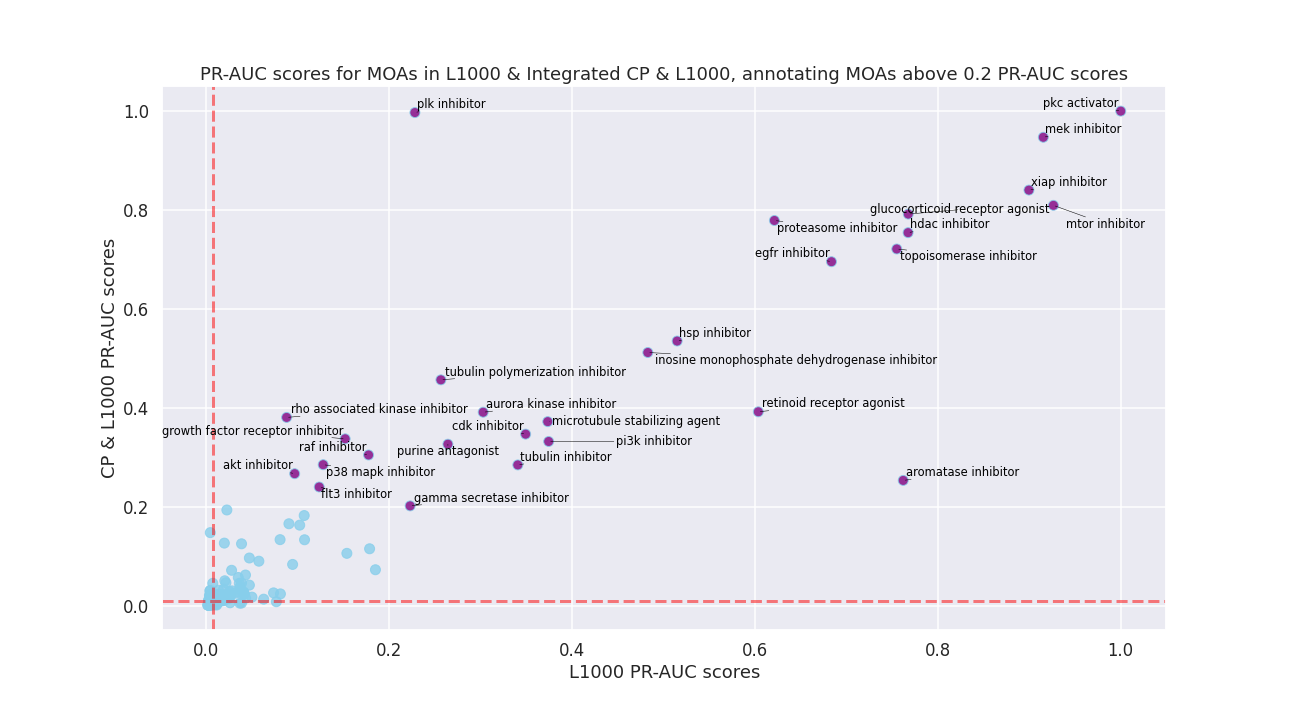 PR-AUC scores for MOAs in L1000 & Integrated CP & L1000, annotating MOAs above 0.2 PR-AUC scores
plk inhibitor
pkc activator
mek inhibitor
xiap inhibitor
glucocorticoid receptor agonist
mtor inhibitor
hdac inhibitor
proteasome inhibitor
egfr inhibitor
topoisomerase inhibitor
hsp inhibitor
inosine monophosphate dehydrogenase inhibitor
tubulin polymerization inhibitor
rho associated kinase inhibitor
aurora kinase inhibitor
retinoid receptor agonist
growth factor receptor inhibitor
cdk inhibitor
microtubule stabilizing agent
raf inhibitor
purine antagonist
pi3k inhibitor
akt inhibitor
p38 mapk inhibitor
tubulin inhibitor
aromatase inhibitor
flt3 inhibitor
gamma secretase inhibitor
CP & L1000 PR-AUC scores
1.0
0.8
0.6
0.4
0.2
0.0
0.0 0.2 0.4 0.6 0.8 1.0
L1000 PR-AUC scores